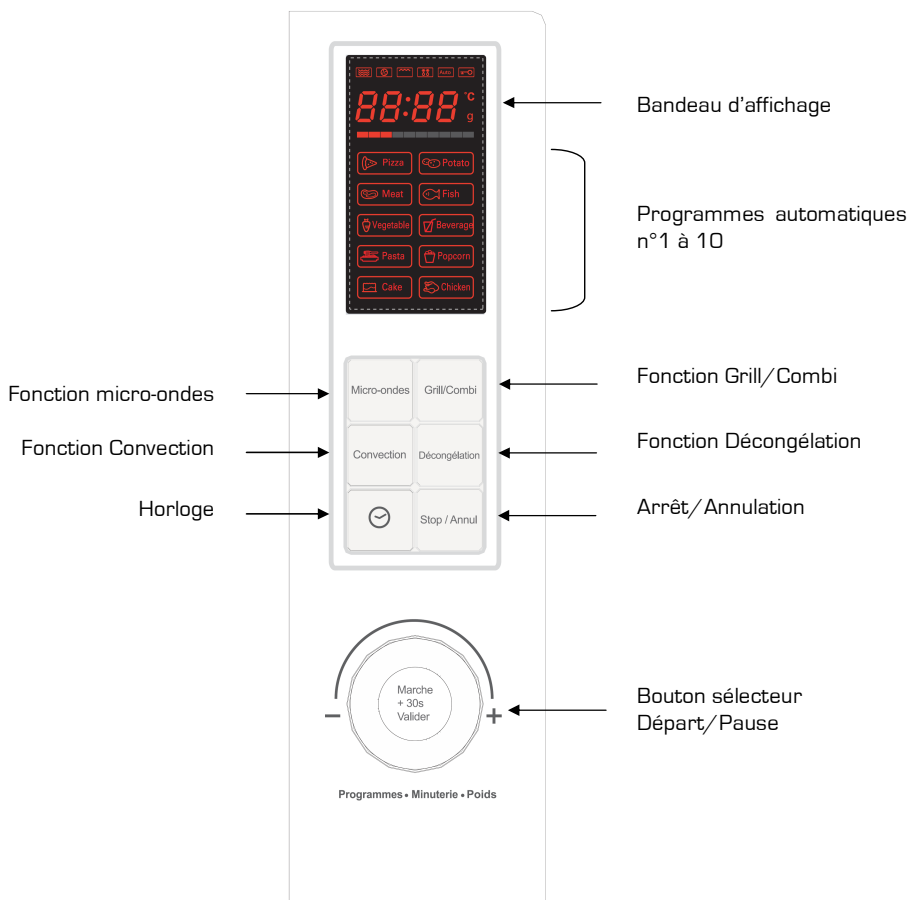 Auto
88:88 °C
g
Bandeau d'affichage
Pizza Potato
Meat Fish
Vegetable Beverage
Pasta Popcorn
Cake Chicken
Programmes automatiques
n°1 à 10
Micro-ondes Grill/Combi
Convection Décongélation
Stop / Annul
Fonction micro-ondes
Fonction Convection
Horloge
Fonction Grill/Combi
Fonction Décongélation
Arrêt/Annulation
Marche
+ 30s
Valider
− +
Bouton sélecteur
Départ/Pause
Programmes • Minuterie • Poids